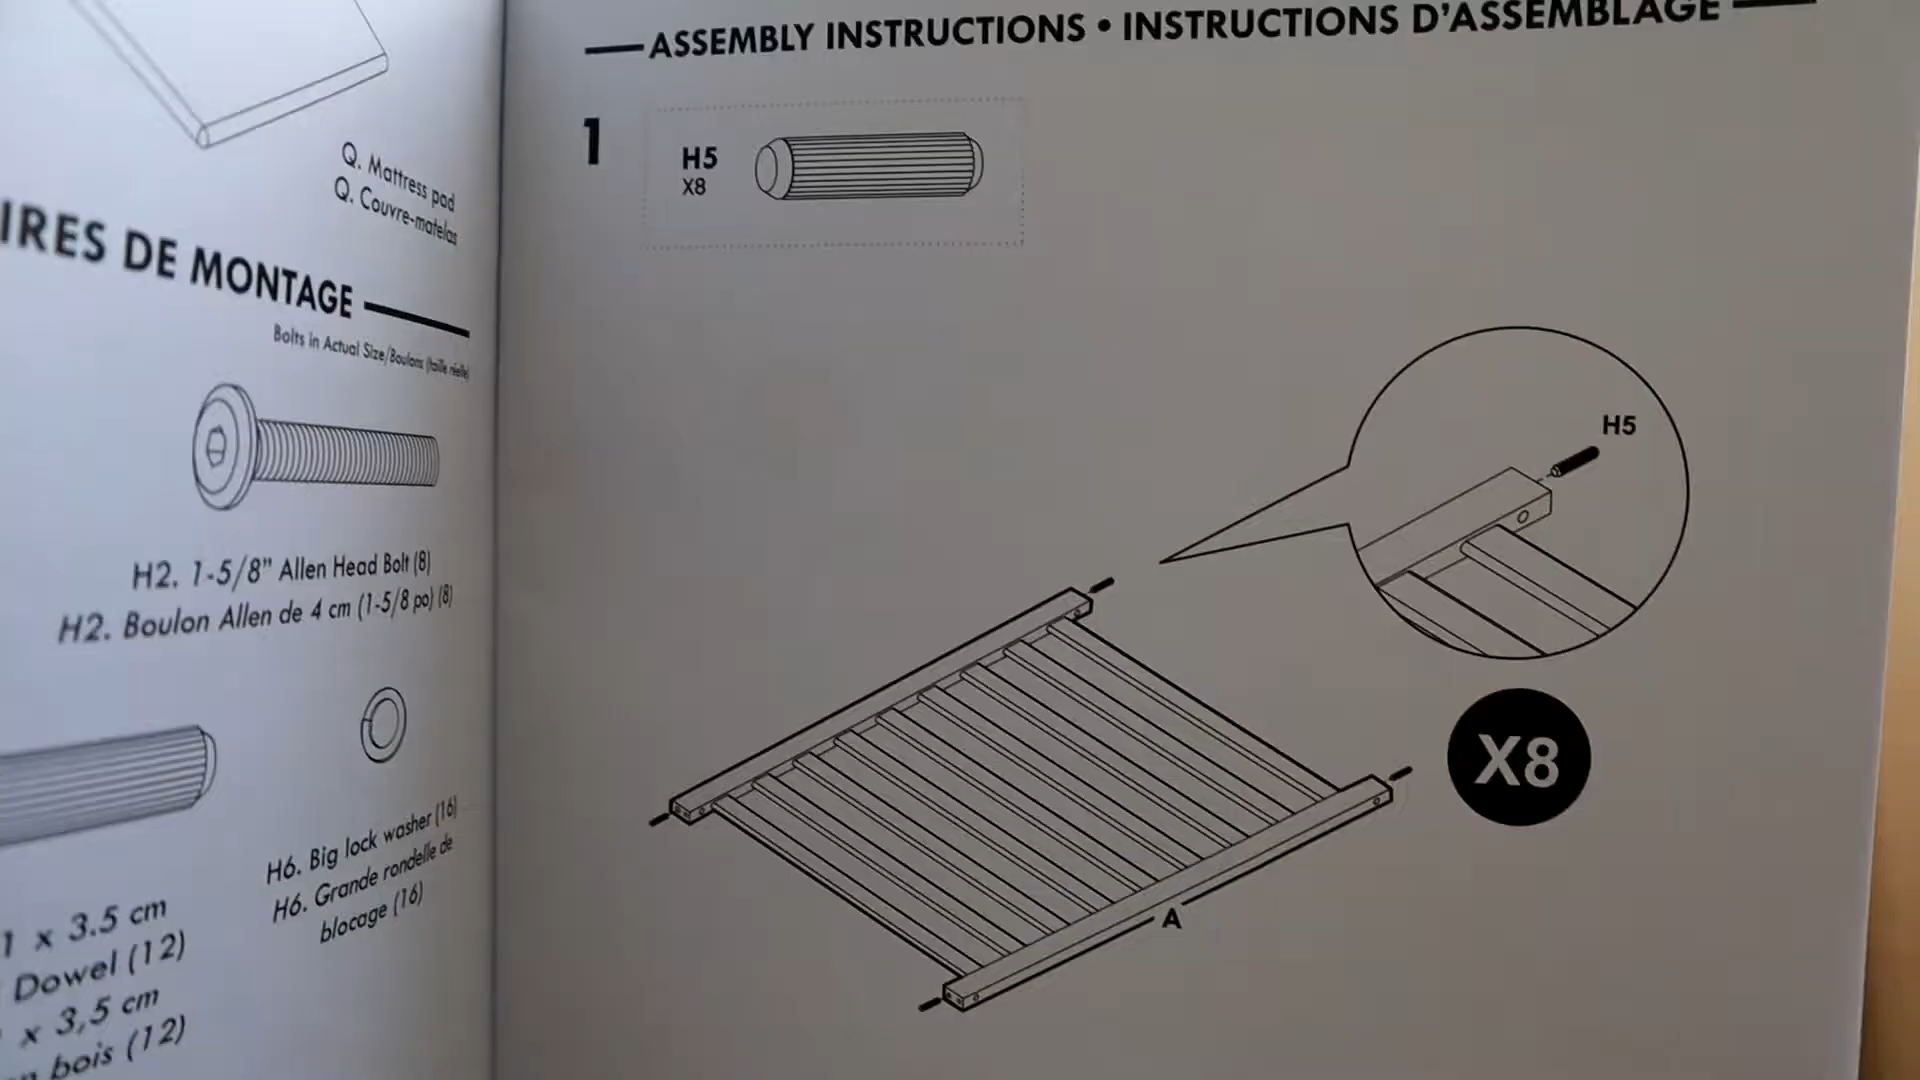 Q. Mattress pad
Q. Couvre-matelas
IRES DE MONTAGE
Bolts in Actual Size/Boulons (taille réelle)
H2. 1-5/8” Allen Head Bolt (8)
H2. Boulon Allen de 4 cm (1-5/8 po) (8)
H6. Big lock washer (16)
H6. Grande rondelle de
blocage (16)
1 x 3.5 cm
Dowel (12)
x 3,5 cm
bois (12)
ASSEMBLY INSTRUCTIONS • INSTRUCTIONS D’ASSEMBLAGE
1
H5
X8
H5
X8
A